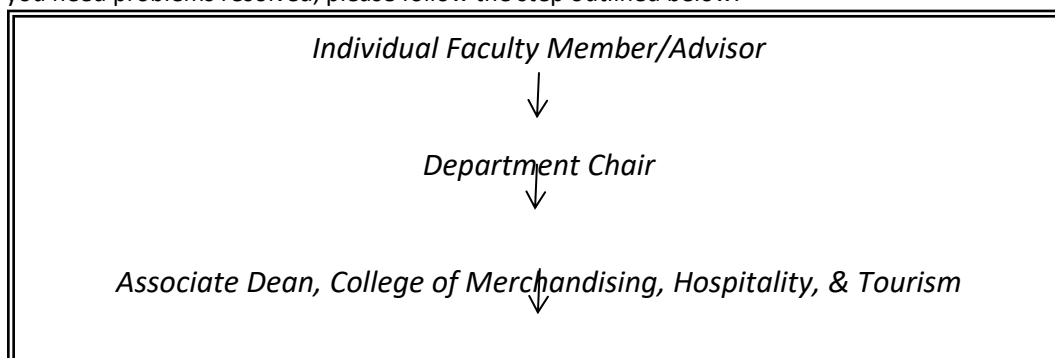 you need problems resolved, please follow the step outlined below:
Individual Faculty Member/Advisor
Department Chair
Associate Dean, College of Merchandising, Hospitality, & Tourism